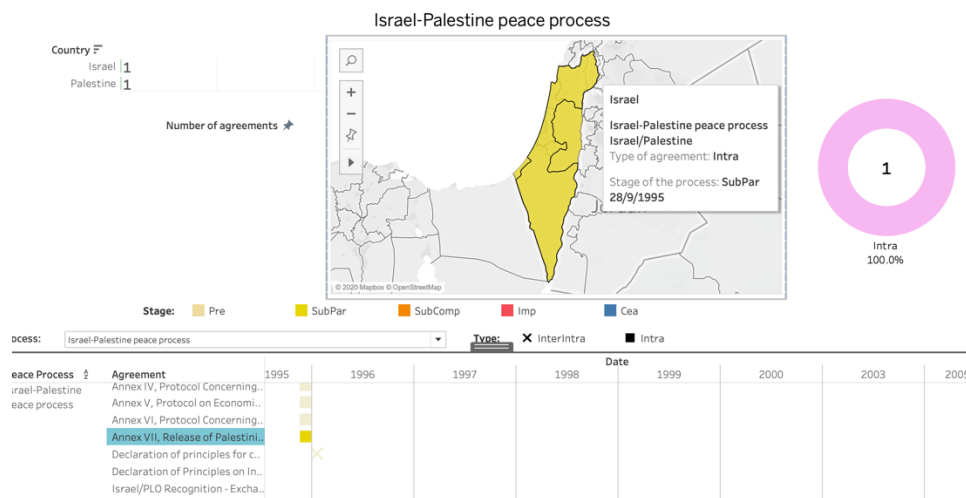 Israel-Palestine peace process
Country
Israel 1
Palestine 1
Number of agreements
Israel
Israel-Palestine peace process
Israel/Palestine
Type of agreement: Intra
Stage of the process: SubPar
28/9/1995
1
Intra
100.0%
© 2020 Mapbox © OpenStreetMap
Stage: Pre SubPar SubComp Imp Cea
ocess: Israel-Palestine peace process Type: InterIntra Intra
Date
eace Process Agreement 1995 1996 1997 1998 1999 2000 2003 2005
srael-Palestine
eace process
Annex IV, Protocol Concerning..
Annex V, Protocol on Economi..
Annex VI, Protocol Concerning..
Annex VII, Release of Palestini..
Declaration of principles for c..
Declaration of Principles on In..
Israel/PLO Recognition - Excha..